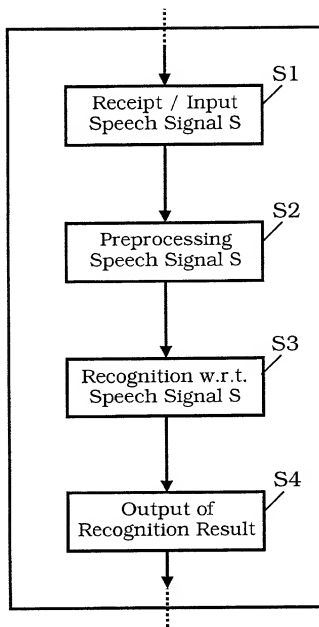 S1
Receipt / Input
Speech Signal S
S2
Preprocessing
Speech Signal S
S3
Recognition w.r.t.
Speech Signal S
S4
Output of
Recognition Result